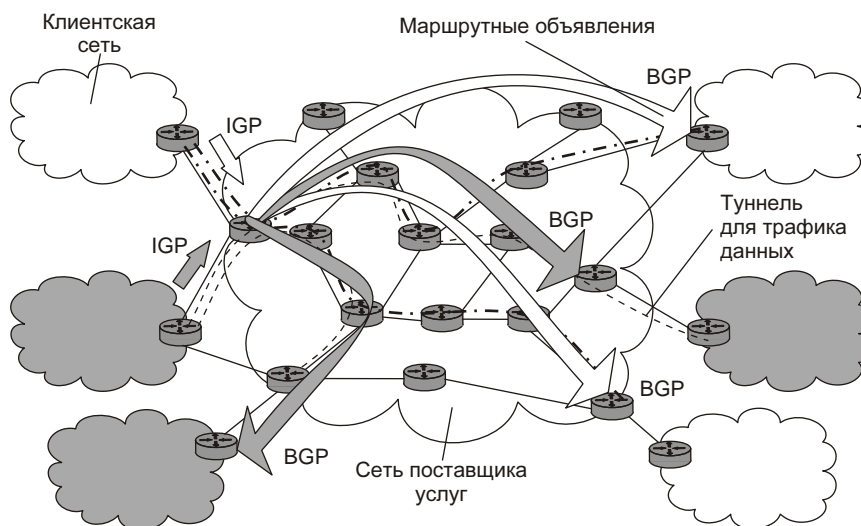 Клиентская
сеть
Маршрутные объявления
BGP
IGP
Туннель
для трафика
данных
BGP
IGP
BGP
BGP
Сеть поставщика
услуг